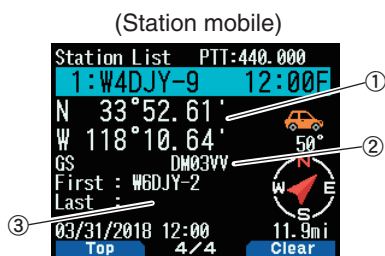 (Station mobile)
Station List PTT:440.000
1:W4DJY-9 12:00F
N 33°52.61' ①
W 118°10.64' 50°
GS DM03VV ②
N
First : W6DJY-2
W E
Last :
③
S
03/31/2018 12:00 11.9mi
Top 4/4 Clear